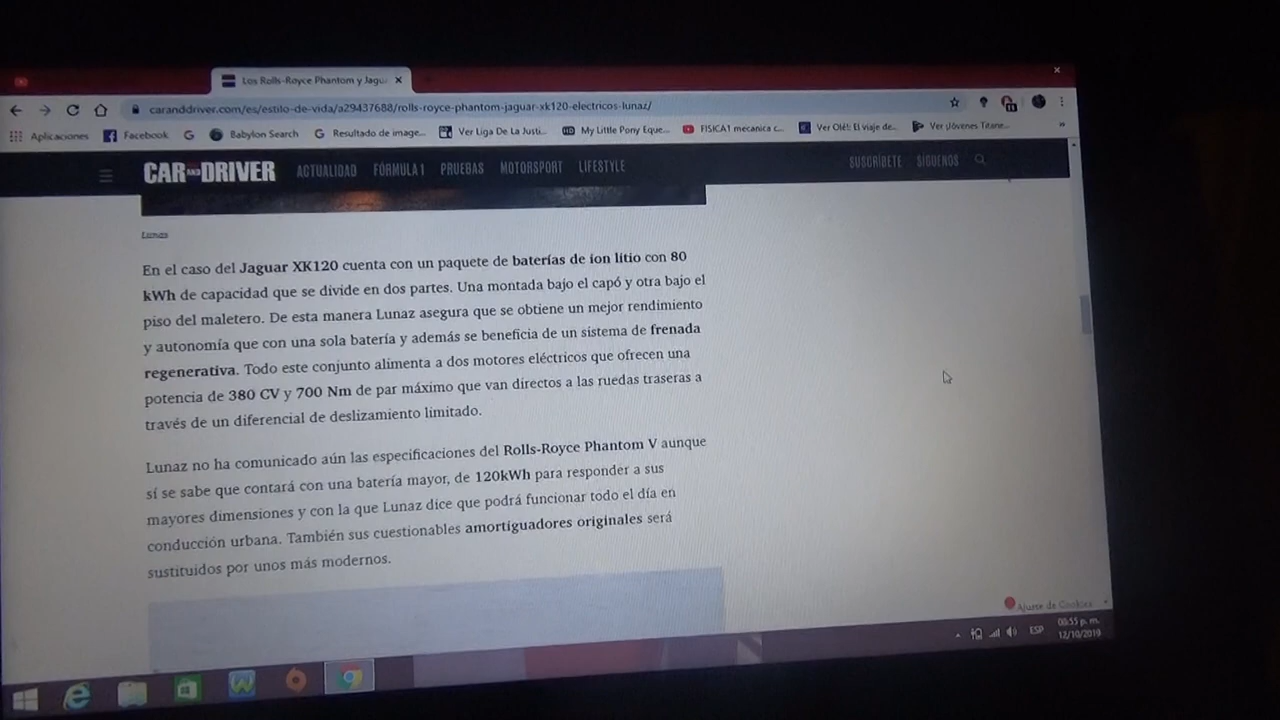 Los Rolls-Royce Phantom y Jagu
caranddriver.com/es/estilo-de-vida/a29437688/rolls-royce-phantom-jaguar-xk120-electricos-lunaz/
Aplicaciones Facebook Babylon Search Resultado de image... Ver Liga De La Justi... My Little Pony Eque... FISICA1 mecanica c... Ver Olé!: El viaje de... Ver Jóvenes Titane...
CAR AND DRIVER ACTUALIDAD FÓRMULA 1 PRUEBAS MOTORSPORT LIFESTYLE SUSCRÍBETE SÍGUENOS
Lunaz
En el caso del Jaguar XK120 cuenta con un paquete de baterías de ion litio con 80
kWh de capacidad que se divide en dos partes. Una montada bajo el capó y otra bajo el
piso del maletero. De esta manera Lunaz asegura que se obtiene un mejor rendimiento
y autonomía que con una sola batería y además se beneficia de un sistema de frenada
regenerativa. Todo este conjunto alimenta a dos motores eléctricos que ofrecen una
potencia de 380 CV y 700 Nm de par máximo que van directos a las ruedas traseras a
través de un diferencial de deslizamiento limitado.
Lunaz no ha comunicado aún las especificaciones del Rolls-Royce Phantom V aunque
sí se sabe que contará con una batería mayor, de 120kWh para responder a sus
mayores dimensiones y con la que Lunaz dice que podrá funcionar todo el día en
conducción urbana. También sus cuestionables amortiguadores originales será
sustituidos por unos más modernos.
Ajuste de Cookies
ESP 08:55 p. m.
12/10/2019